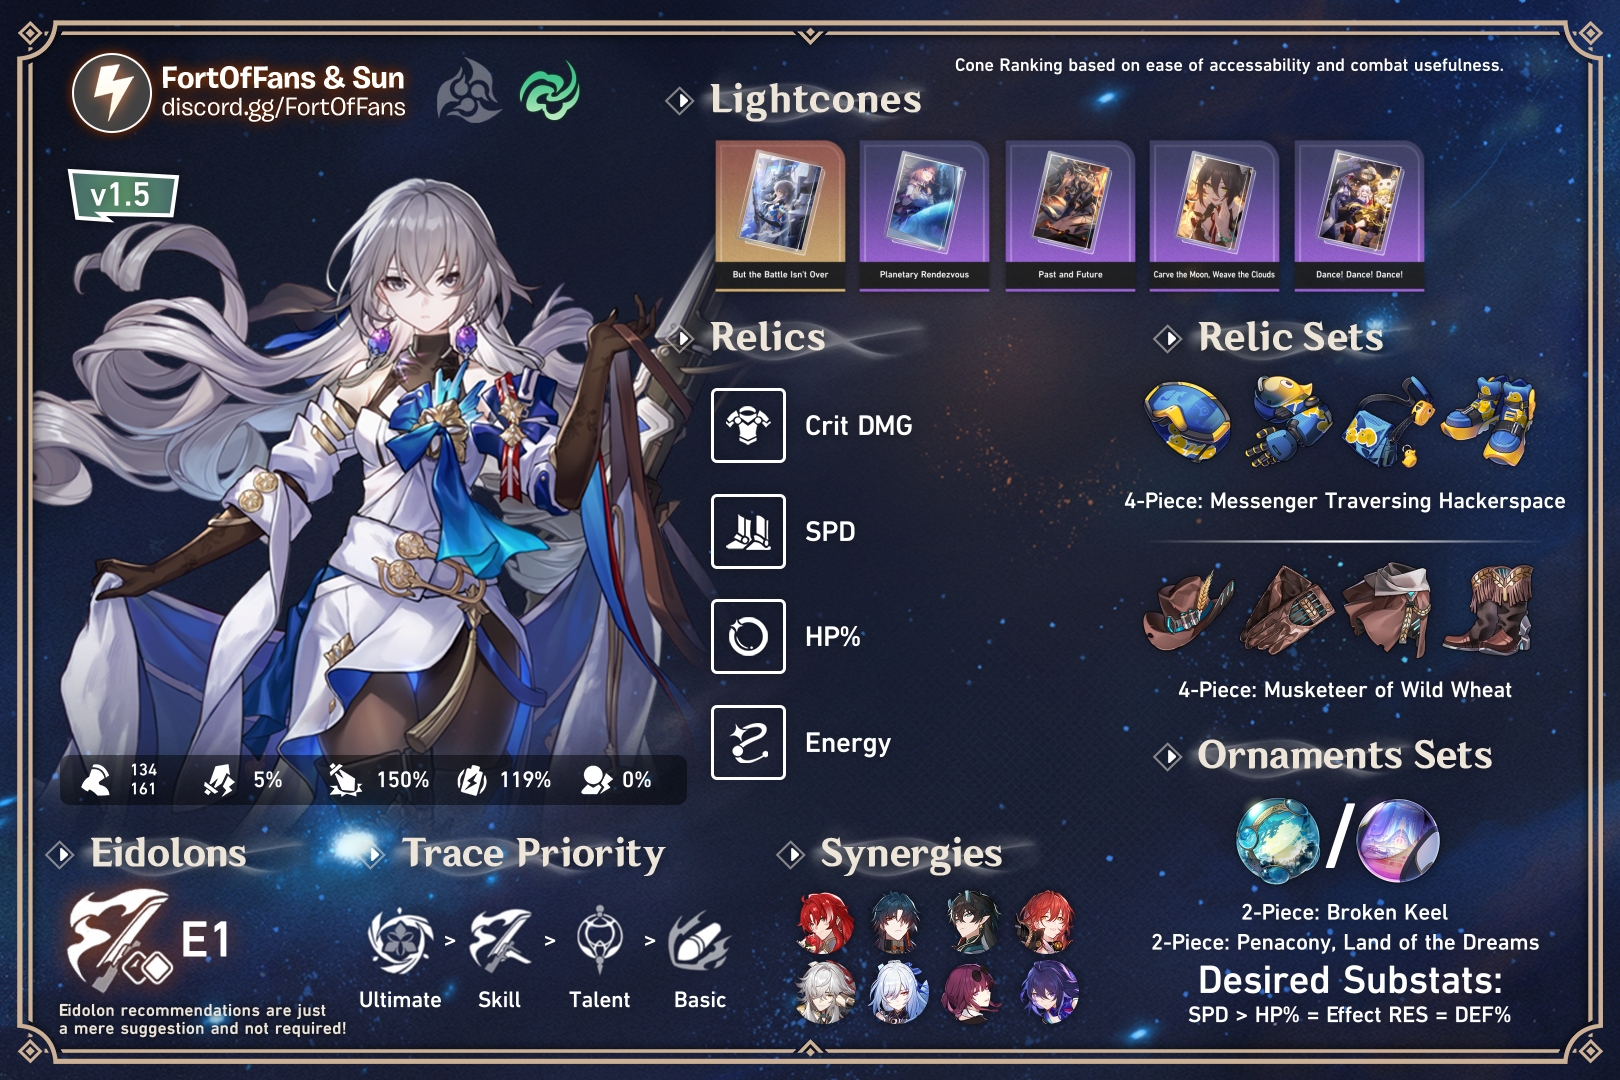 FortOfFans & Sun
discord.gg/FortOfFans
v1.5
Cone Ranking based on ease of accessability and combat usefulness.
Lightcones
But the Battle Isn't Over
Planetary Rendezvous
Past and Future
Carve the Moon, Weave the Clouds
Dance! Dance! Dance!
Relics
Crit DMG
SPD
HP%
Energy
Relic Sets
4-Piece: Messenger Traversing Hackerspace
4-Piece: Musketeer of Wild Wheat
Ornaments Sets
/
2-Piece: Broken Keel
2-Piece: Penacony, Land of the Dreams
Desired Substats:
SPD > HP% = Effect RES = DEF%
134
161
5%
150%
119%
0%
Eidolons
E1
Eidolon recommendations are just
a mere suggestion and not required!
Trace Priority
> > >
Ultimate Skill Talent Basic
Synergies